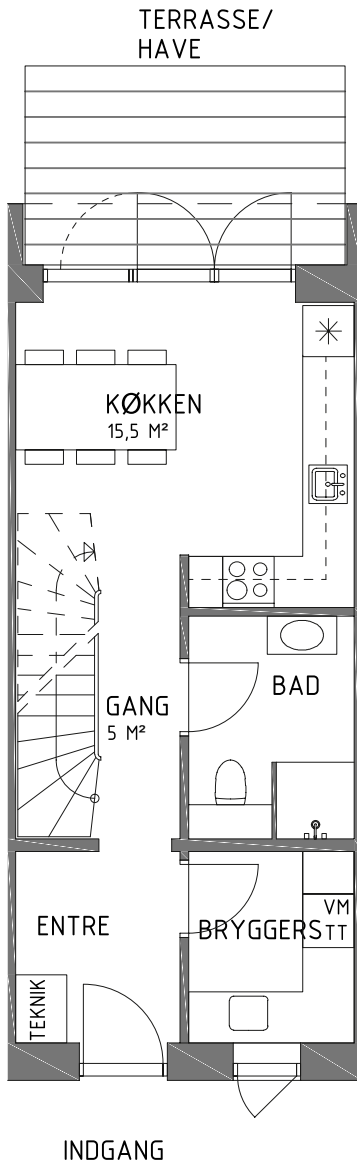 TERRASSE/
HAVE
KØKKEN
15,5 M²
BAD
GANG
5 M²
ENTRE
BRYGGERS
VM
TT
TEKNIK
INDGANG